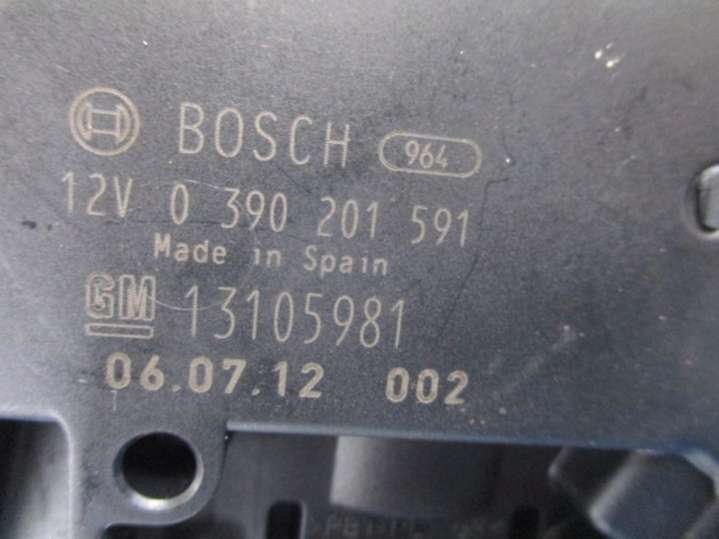 BOSCH 964
12V 0 390 201 591
Made in Spain
GM 13105981
06.07.12 002